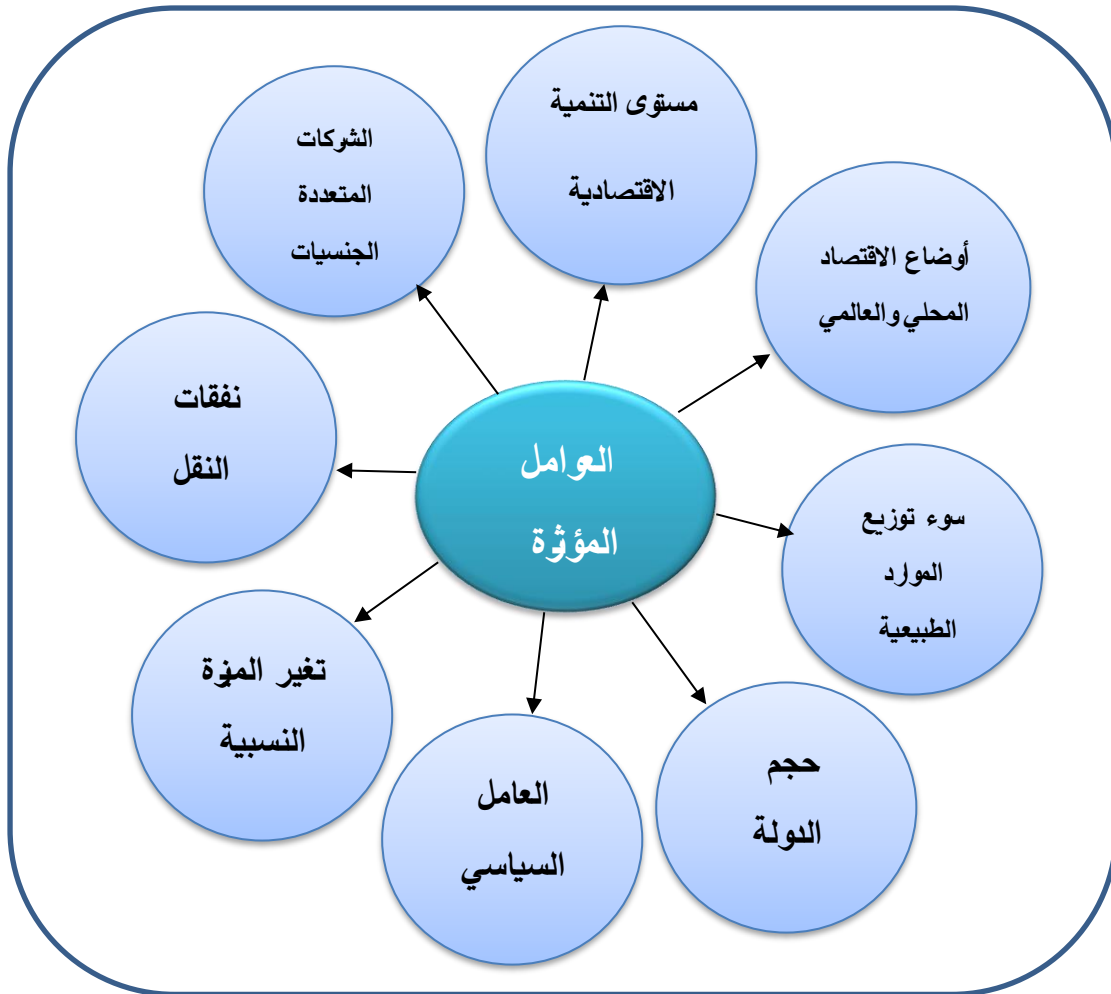 مستوى التنمية
الاقتصادية
أوضاع الاقتصاد
المحلي والعالمي
سوء توزيع
الموارد
الطبيعية
حجم
الدولة
العامل
السياسي
تغير الميزة
النسبية
نفقات
النقل
الشركات
المتعددة
الجنسيات
العوامل
المؤثرة